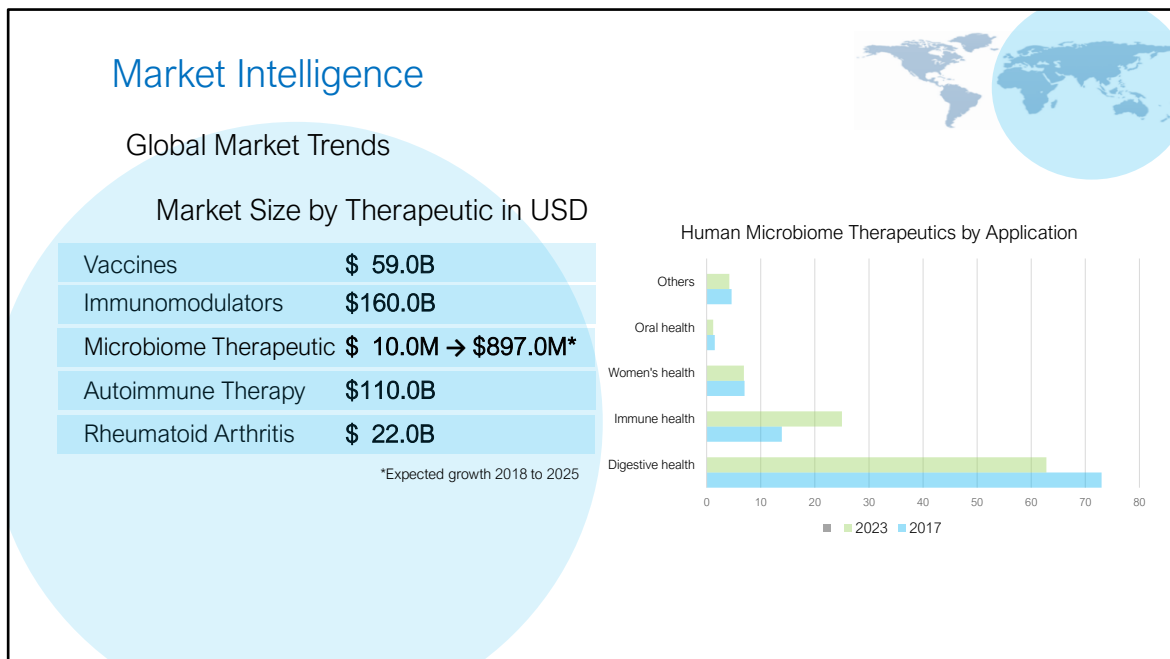 Market Intelligence
Global Market Trends
Market Size by Therapeutic in USD
Vaccines $ 59.0B
Immunomodulators $160.0B
Microbiome Therapeutic $ 10.0M → $897.0M*
Autoimmune Therapy $110.0B
Rheumatoid Arthritis $ 22.0B
*Expected growth 2018 to 2025
Human Microbiome Therapeutics by Application
Others
Oral health
Women's health
Immune health
Digestive health
0 10 20 30 40 50 60 70 80
2023 2017